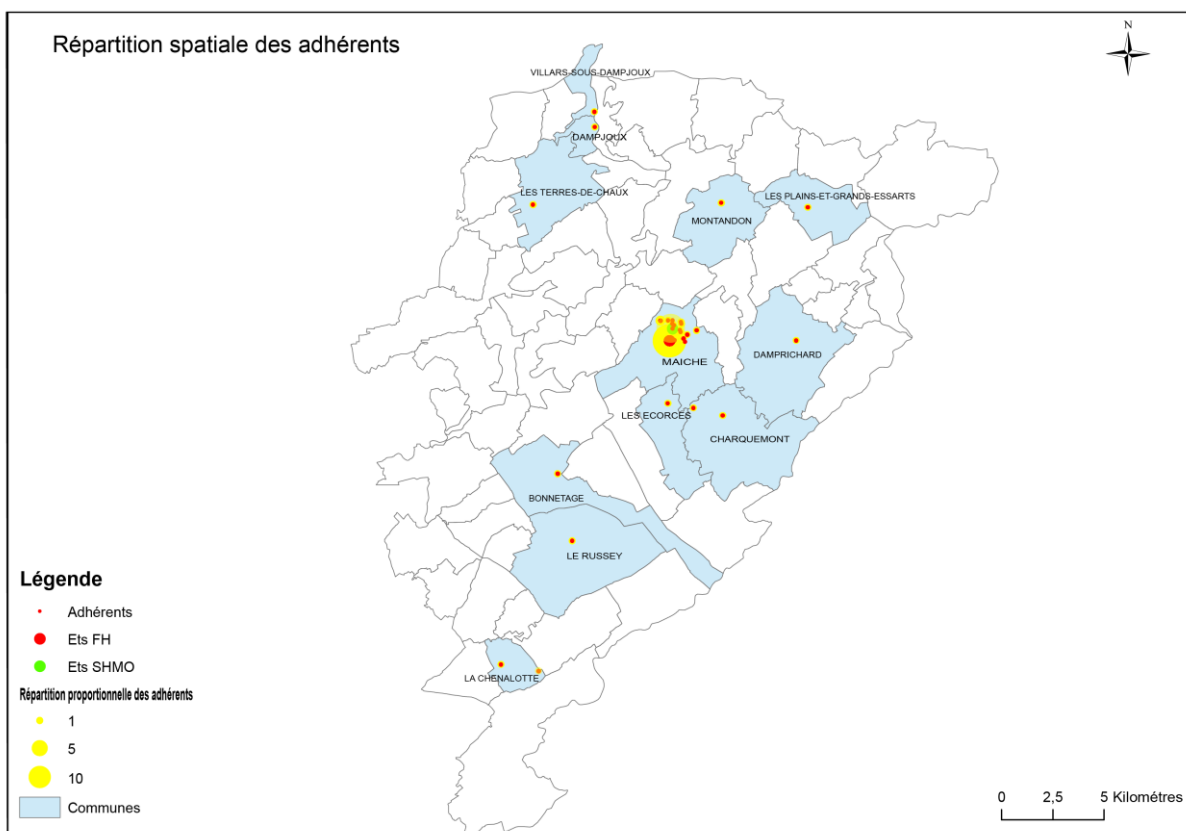 Répartition spatiale des adhérents
N
VILLARS-SOUS-DAMPJOUX
DAMPJOUX
LES TERRES-DE-CHAUX
LES PLAINS-ET-GRANDS-ESSARTS
MONTANDON
DAMPRICHARD
MAICHE
LES ECORCES
CHARQUEMONT
BONNETAGE
LE RUSSEY
LA CHENALOTTE
Légende
Adhérents
Ets FH
Ets SHMO
Répartition proportionnelle des adhérents
1
5
10
Communes
0 2,5 5 Kilométres